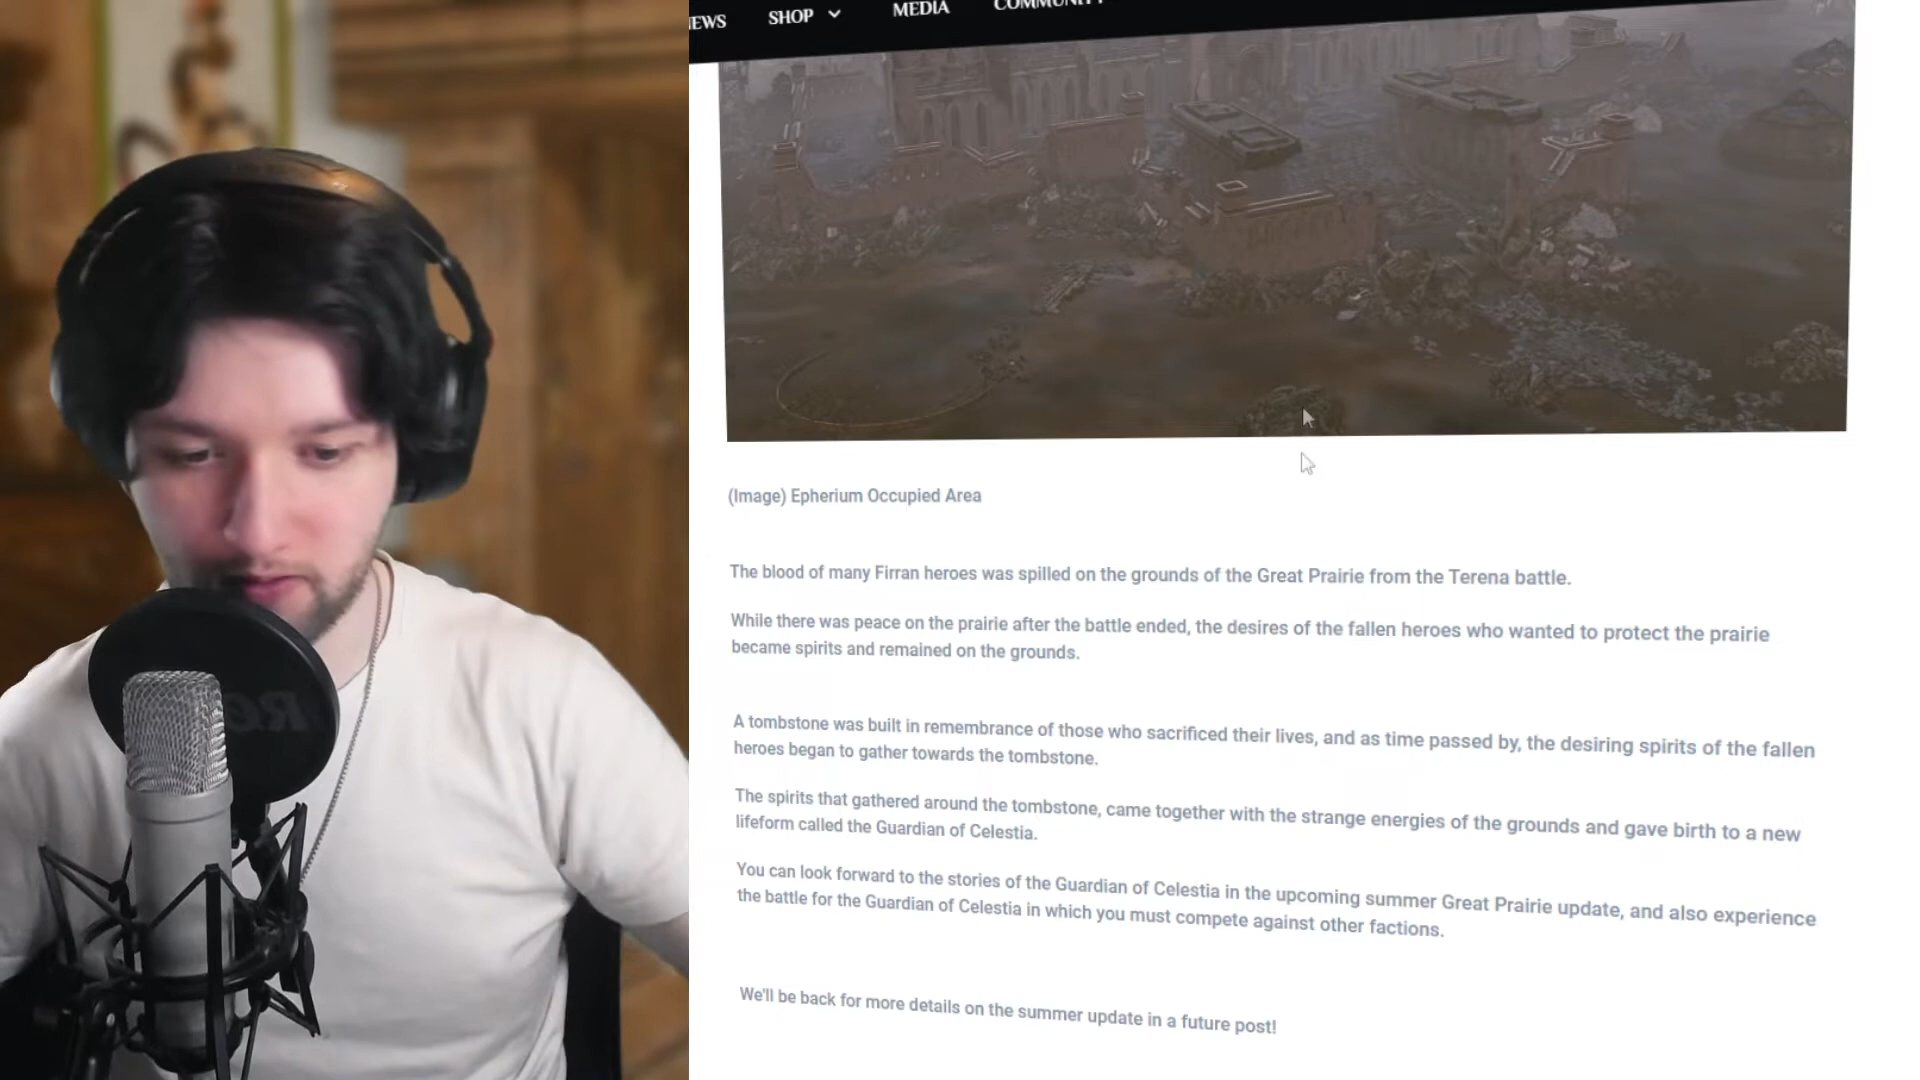 NEWS SHOP MEDIA COMMUNITY
(Image) Epherium Occupied Area
The blood of many Firran heroes was spilled on the grounds of the Great Prairie from the Terena battle.
While there was peace on the prairie after the battle ended, the desires of the fallen heroes who wanted to protect the prairie
became spirits and remained on the grounds.
A tombstone was built in remembrance of those who sacrificed their lives, and as time passed by, the desiring spirits of the fallen
heroes began to gather towards the tombstone.
The spirits that gathered around the tombstone, came together with the strange energies of the grounds and gave birth to a new
lifeform called the Guardian of Celestia.
You can look forward to the stories of the Guardian of Celestia in the upcoming summer Great Prairie update, and also experience
the battle for the Guardian of Celestia in which you must compete against other factions.
We'll be back for more details on the summer update in a future post!